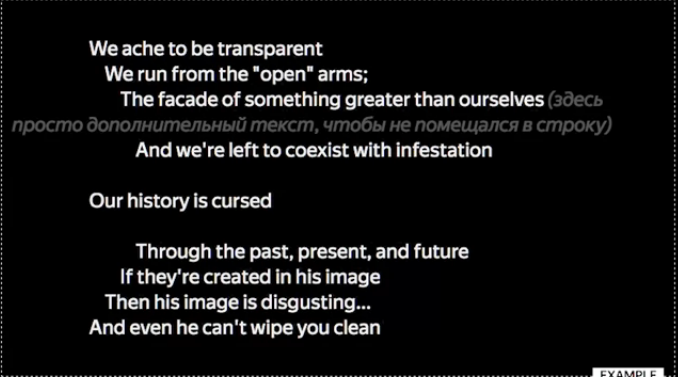 We ache to be transparent
We run from the "open" arms;
The facade of something greater than ourselves (здесь
просто дополнительный текст, чтобы не помещался в строку)
And we're left to coexist with infestation
Our history is cursed
Through the past, present, and future
If they're created in his image
Then his image is disgusting...
And even he can't wipe you clean
EXAMPLE